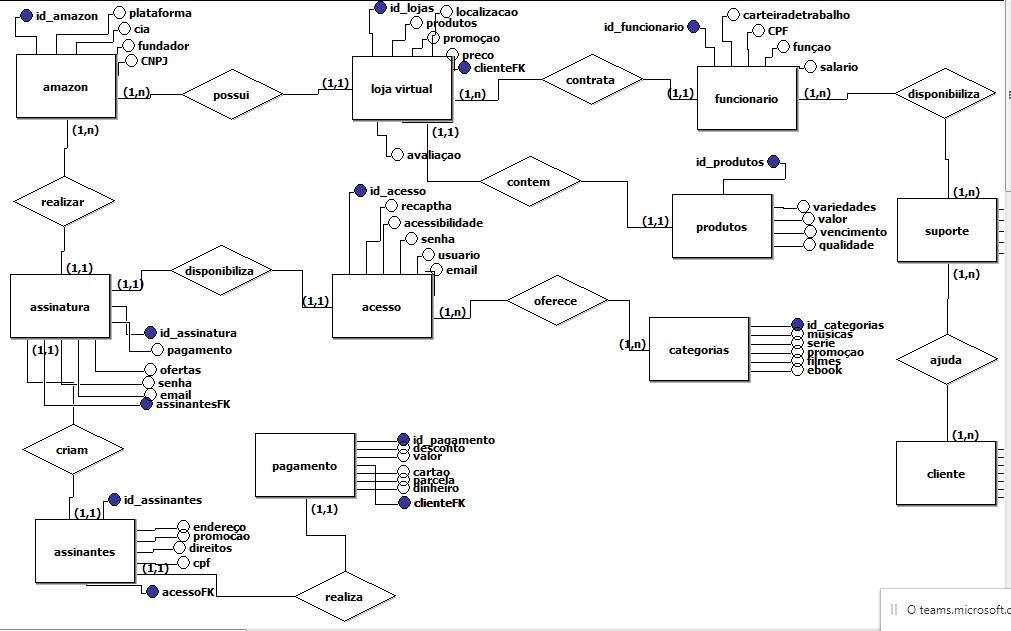 id_amazon
plataforma
cia
fundador
CNPJ
amazon
(1,n)
possui
(1,1)
id_lojas
localizacao
produtos
promoçao
preco
clienteFK
loja virtual
(1,n)
contrata
(1,1)
id_funcionario
carteiradetrabalho
CPF
funçao
salario
funcionario
(1,n)
disponibiiliza
(1,n)
(1,1)
avaliaçao
realizar
contem
id_produtos
(1,1)
produtos
variedades
valor
vencimento
qualidade
(1,n)
suporte
(1,n)
id_acesso
recaptha
acessibilidade
senha
usuario
email
(1,1)
assinatura
(1,1)
disponibiliza
(1,1)
acesso
(1,n)
oferece
(1,n)
categorias
id_categorias
musicas
serie
promoçao
filmes
ebook
ajuda
id_assinatura
pagamento
(1,1)
ofertas
senha
email
assinantesFK
criam
pagamento
id_pagamento
desconto
valor
cartao
parcela
dinheiro
clienteFK
(1,n)
cliente
id_assinantes
(1,1)
(1,1)
assinantes
endereço
promocao
direitos
cpf
(1,1)
acessoFK
realiza
O teams.microsoft.c